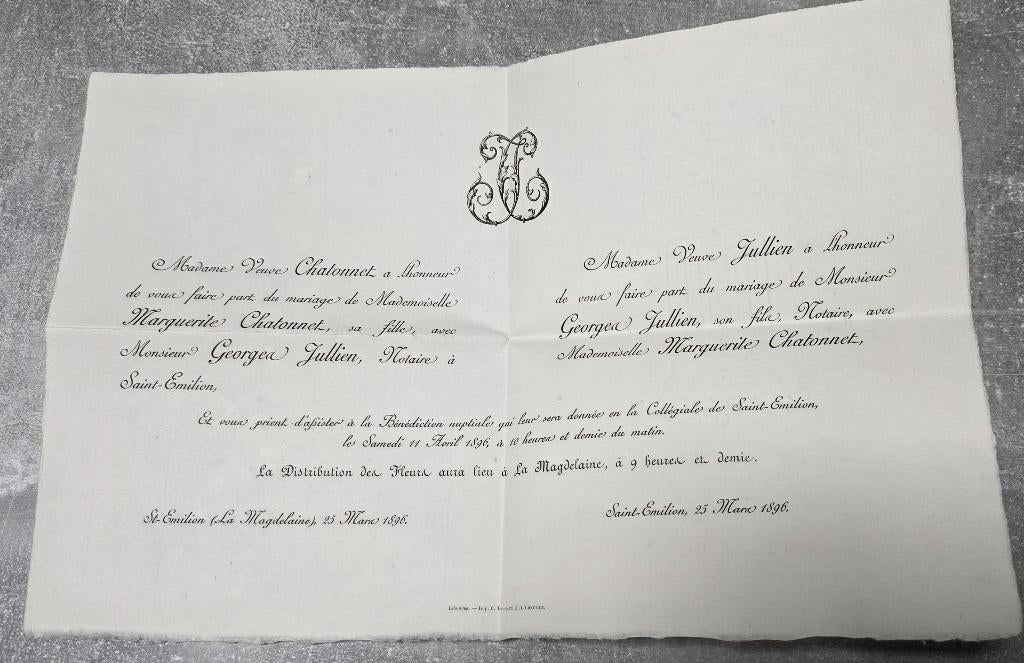 JC
Madame Veuve Chatonnet a l'honneur
de vous faire part du mariage de Mademoiselle
Marguerite Chatonnet, sa fille, avec
Monsieur Georges Jullien, Notaire à
Saint-Emilion,
Madame Veuve Jullien a l'honneur
de vous faire part du mariage de Monsieur
Georges Jullien, son fils, Notaire, avec
Mademoiselle Marguerite Chatonnet,
Et vous prient d'assister à la Bénédiction nuptiale qui leur sera donnée en la Collégiale de Saint-Emilion,
le Samedi 11 Avril 1896, à 10 heures et demie du matin.
La Distribution des Fleurs aura lieu à La Magdelaine, à 9 heures et demie.
St-Emilion (La Magdelaine), 25 Mars 1896.
Saint-Emilion, 25 Mars 1896.
Libourne. — Imp.